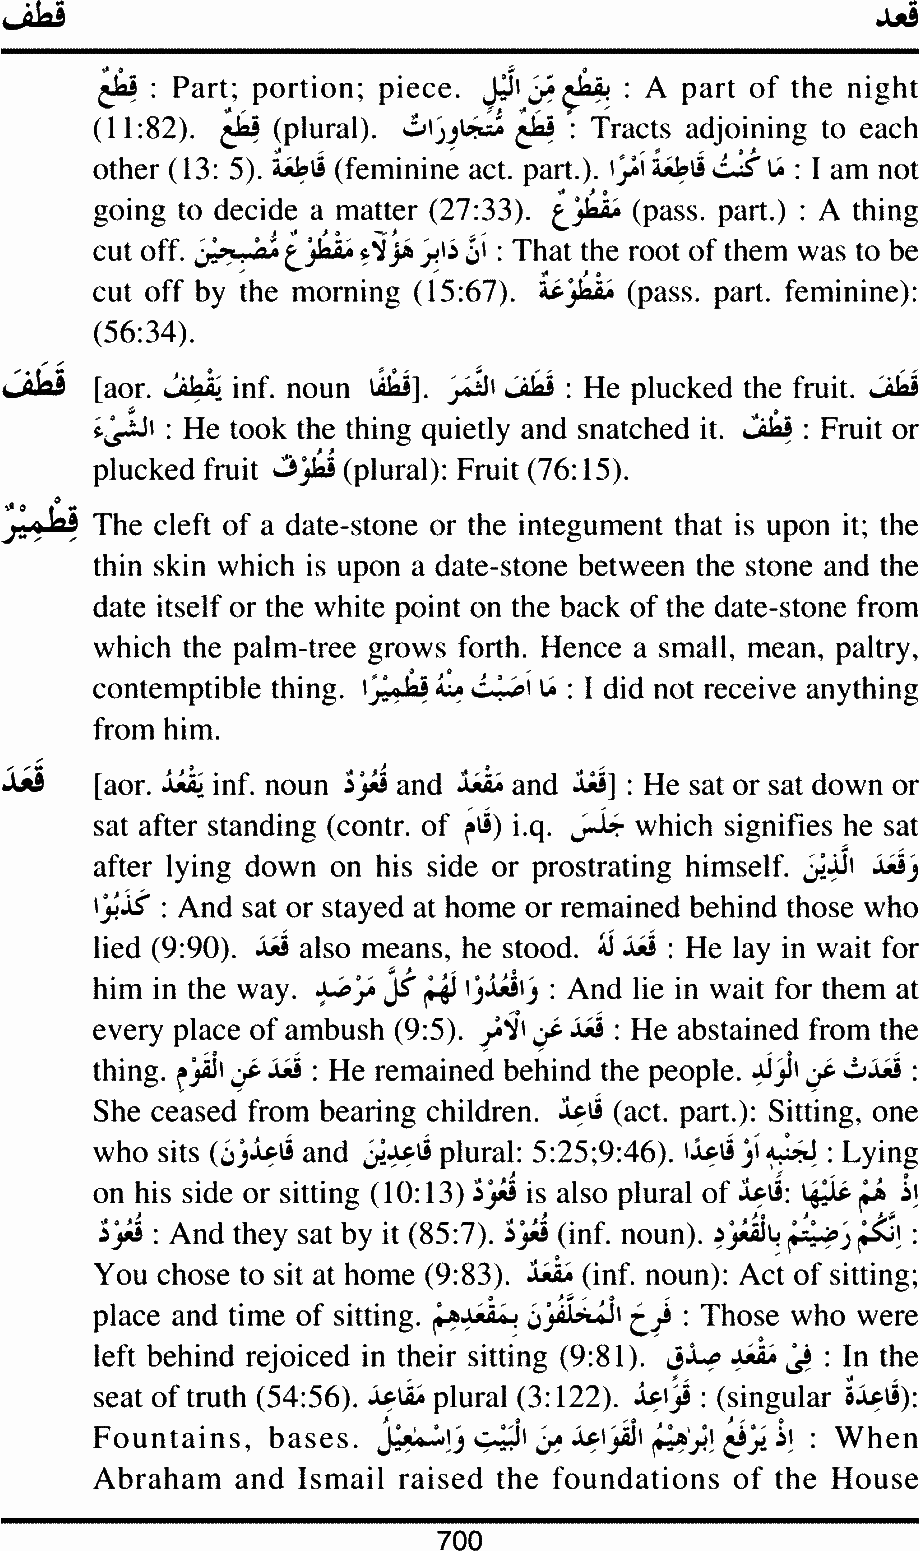 قطف قعد
قِطْعٌ : Part; portion; piece. بِقِطْعٍ مِّنَ الَّیْلِ : A part of the night
(11:82). قِطَعٌ (plural). قِطَعٌ مُّتَجَاوِرَاتٌ : Tracts adjoining to each
other (13: 5). قَاطِعَةٌ (feminine act. part.). مَا كُنْتُ قَاطِعَةً اَمْرًا : I am not
going to decide a matter (27:33). مَقْطُوْعٌ (pass. part.) : A thing
cut off. اَنَّ دَابِرَ هٰؤُلَآءِ مَقْطُوْعٌ مُّصْبِحِیْنَ : That the root of them was to be
cut off by the morning (15:67). مَقْطُوْعَةٌ (pass. part. feminine):
(56:34).
قَطَفَ [aor. یَقْطِفُ inf. noun قَطْفًا]. قَطَفَ الثَّمَرَ : He plucked the fruit. قَطَفَ
الشَّیْءَ : He took the thing quietly and snatched it. قِطْفٌ : Fruit or
plucked fruit قُطُوْفٌ (plural): Fruit (76:15).
قِطْمِیْرٌ The cleft of a date-stone or the integument that is upon it; the
thin skin which is upon a date-stone between the stone and the
date itself or the white point on the back of the date-stone from
which the palm-tree grows forth. Hence a small, mean, paltry,
contemptible thing. مَا اَصَبْتُ مِنْهُ قِطْمِیْرًا : I did not receive anything
from him.
قَعَدَ [aor. یَقْعُدُ inf. noun قُعُوْدٌ and مَقْعَدٌ and قَعْدٌ] : He sat or sat down or
sat after standing (contr. of قَامَ) i.q. جَلَسَ which signifies he sat
after lying down on his side or prostrating himself. وَقَعَدَ الَّذِیْنَ
كَذَبُوْا : And sat or stayed at home or remained behind those who
lied (9:90). قَعَدَ also means, he stood. قَعَدَ لَهٗ : He lay in wait for
him in the way. وَاقْعُدُوْا لَهُمْ كُلَّ مَرْصَدٍ : And lie in wait for them at
every place of ambush (9:5). قَعَدَ عَنِ الْاَمْرِ : He abstained from the
thing. قَعَدَ عَنِ الْقَوْمِ : He remained behind the people. قَعَدَتْ عَنِ الْوَلَدِ :
She ceased from bearing children. قَاعِدٌ (act. part.): Sitting, one
who sits (قَاعِدُوْنَ and قَاعِدِیْنَ plural: 5:25;9:46). لِجَنْبِهٖ اَوْ قَاعِدًا : Lying
on his side or sitting (10:13) قُعُوْدٌ is also plural of قَاعِدٌ: اِذْ هُمْ عَلَیْهَا
قُعُوْدٌ : And they sat by it (85:7). قُعُوْدٌ (inf. noun). اِنَّكُمْ رَضِیْتُمْ بِالْقُعُوْدِ :
You chose to sit at home (9:83). مَقْعَدٌ (inf. noun): Act of sitting;
place and time of sitting. فَرِحَ الْمُخَلَّفُوْنَ بِمَقْعَدِهِمْ : Those who were
left behind rejoiced in their sitting (9:81). فِیْ مَقْعَدِ صِدْقٍ : In the
seat of truth (54:56). مَقَاعِدَ plural (3:122). قَوَاعِدُ : (singular قَاعِدَةٌ):
Fountains, bases. اِذْ یَرْفَعُ اِبْرٰهِیْمُ الْقَوَاعِدَ مِنَ الْبَیْتِ وَاِسْمٰعِیْلُ : When
Abraham and Ismail raised the foundations of the House
700